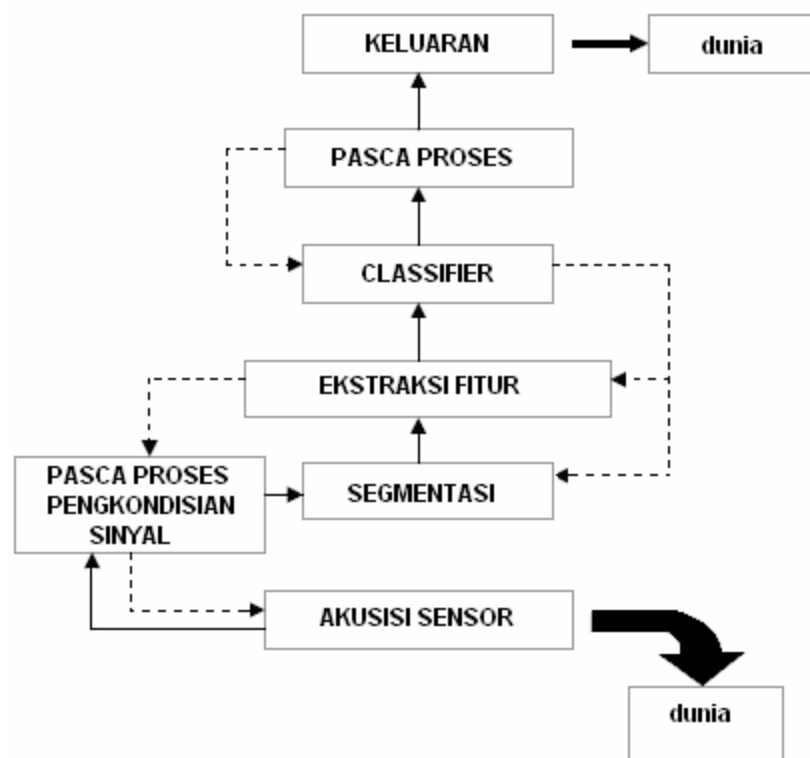 KELUARAN
dunia
PASCA PROSES
CLASSIFIER
EKSTRAKSI FITUR
PASCA PROSES
PENGKONDISIAN
SINYAL
SEGMENTASI
AKUSISI SENSOR
dunia